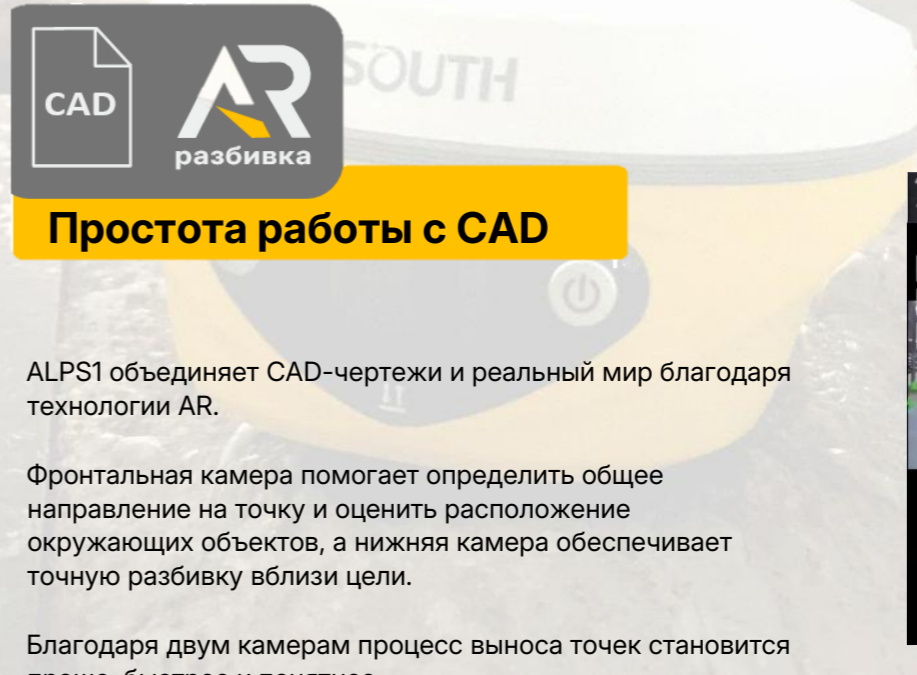 CAD
AR
разбивка
SOUTH
Простота работы с CAD
ALPS1 объединяет CAD-чертежи и реальный мир благодаря
технологии AR.
Фронтальная камера помогает определить общее
направление на точку и оценить расположение
окружающих объектов, а нижняя камера обеспечивает
точную разбивку вблизи цели.
Благодаря двум камерам процесс выноса точек становится